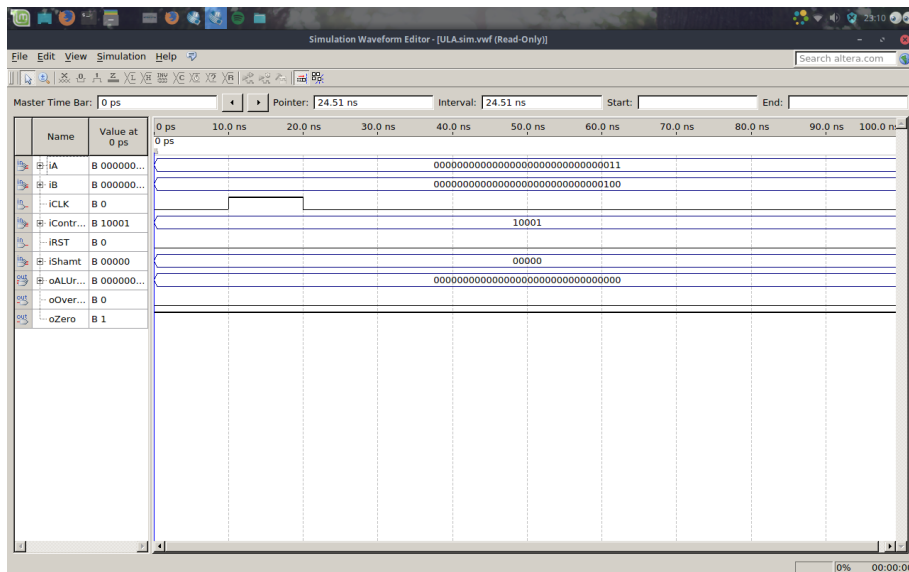 23:10
Simulation Waveform Editor - [ULA.sim.vwf (Read-Only)]
File Edit View Simulation Help
Search altera.com
Master Time Bar: 0 ps Pointer: 24.51 ns Interval: 24.51 ns Start: End:
Name Value at 0 ps
0 ps 10.0 ns 20.0 ns 30.0 ns 40.0 ns 50.0 ns 60.0 ns 70.0 ns 80.0 ns 90.0 ns 100.0 ns
0 ps
iA B 000000... 00000000000000000000000000000011
iB B 000000... 00000000000000000000000000000100
iCLK B 0
iContr... B 10001 10001
iRST B 0
iShamt B 00000 00000
oALUr... B 000000... 00000000000000000000000000000000
oOver... B 0
oZero B 1
0% 00:00:00